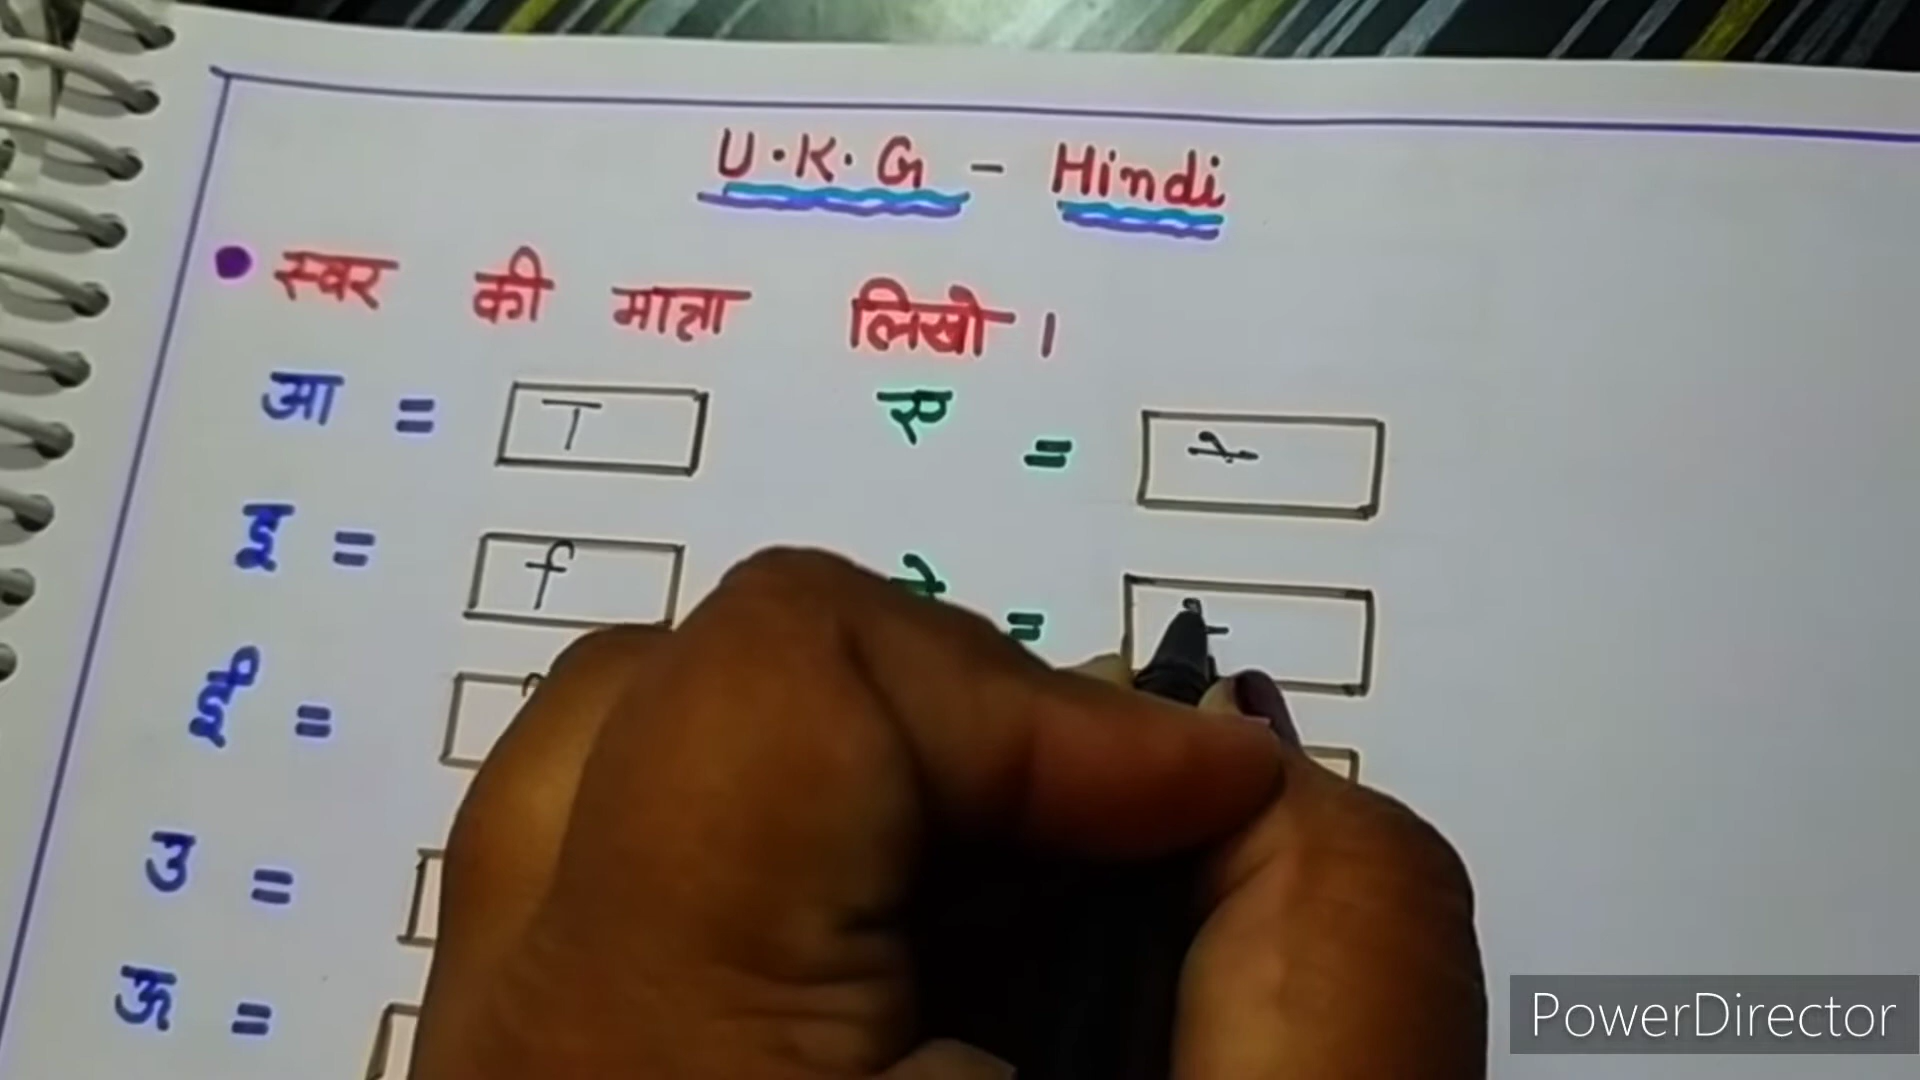 U.K.G - Hindi
• स्वर की मात्रा लिखो ।
आ = ा ए = े
इ = ि =
ई =
उ =
ऊ =
PowerDirector